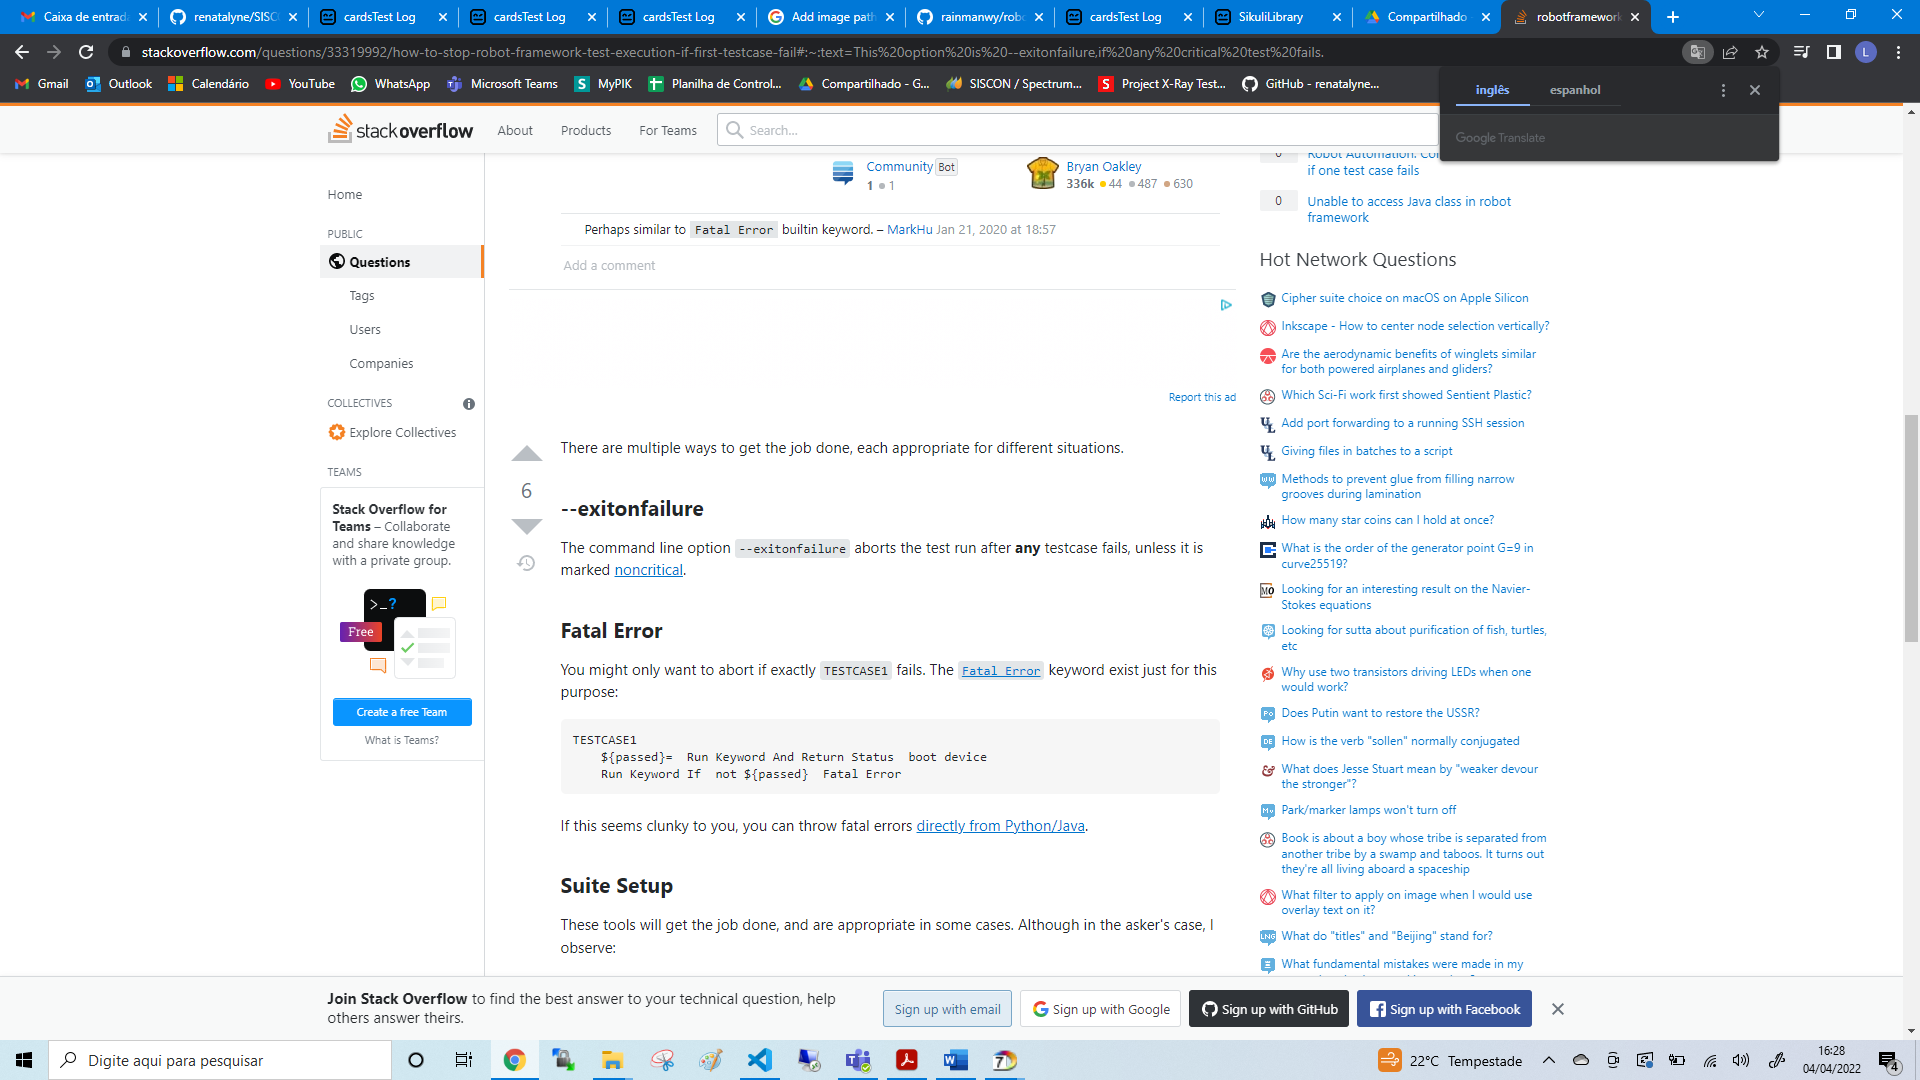 Caixa de entrada
renatalyne/SISC
cardsTest Log
cardsTest Log
cardsTest Log
Add image path
rainmanwy/robo
cardsTest Log
SikuliLibrary
Compartilhado
robotframework
stackoverflow.com/questions/33319992/how-to-stop-robot-framework-test-execution-if-first-testcase-fail#:~:text=This%20option%20is%20--exitonfailure,if%20any%20critical%20test%20fails.
L
Gmail
Outlook
Calendário
YouTube
WhatsApp
Microsoft Teams
MyPIK
Planilha de Control...
Compartilhado - G...
SISCON / Spectrum...
Project X-Ray Test...
GitHub - renatalyne...
inglês
espanhol
Google Translate
stackoverflow
About
Products
For Teams
Search...
Home
PUBLIC
Questions
Tags
Users
Companies
COLLECTIVES
Explore Collectives
TEAMS
Stack Overflow for
Teams – Collaborate
and share knowledge
with a private group.
>_?
Free
Create a free Team
What is Teams?
Community Bot
1 1
Bryan Oakley
336k 44 487 630
Perhaps similar to Fatal Error builtin keyword. – MarkHu Jan 21, 2020 at 18:57
Add a comment
Report this ad
6
There are multiple ways to get the job done, each appropriate for different situations.
--exitonfailure
The command line option --exitonfailure aborts the test run after any testcase fails, unless it is
marked noncritical.
Fatal Error
You might only want to abort if exactly TESTCASE1 fails. The Fatal Error keyword exist just for this
purpose:
TESTCASE1
${passed}=  Run Keyword And Return Status  boot device
Run Keyword If  not ${passed}  Fatal Error
If this seems clunky to you, you can throw fatal errors directly from Python/Java.
Suite Setup
These tools will get the job done, and are appropriate in some cases. Although in the asker's case, I
observe:
Robot Automation:
if one test case fails
0
Unable to access Java class in robot
framework
Hot Network Questions
Cipher suite choice on macOS on Apple Silicon
Inkscape - How to center node selection vertically?
Are the aerodynamic benefits of winglets similar
for both powered airplanes and gliders?
Which Sci-Fi work first showed Sentient Plastic?
Add port forwarding to a running SSH session
Giving files in batches to a script
Methods to prevent glue from filling narrow
grooves during lamination
How many star coins can I hold at once?
What is the order of the generator point G=9 in
curve25519?
Looking for an interesting result on the Navier-
Stokes equations
Looking for sutta about purification of fish, turtles,
etc
Why use two transistors driving LEDs when one
would work?
Does Putin want to restore the USSR?
How is the verb "sollen" normally conjugated
What does Jesse Stuart mean by "weaker devour
the stronger"?
Park/marker lamps won't turn off
Book is about a boy whose tribe is separated from
another tribe by a swamp and taboos. It turns out
they're all living aboard a spaceship
What filter to apply on image when I would use
overlay text on it?
What do "titles" and "Beijing" stand for?
What fundamental mistakes were made in my
Join Stack Overflow to find the best answer to your technical question, help
others answer theirs.
Sign up with email
Sign up with Google
Sign up with GitHub
Sign up with Facebook
Digite aqui para pesquisar
22°C Tempestade
16:28
04/04/2022
4